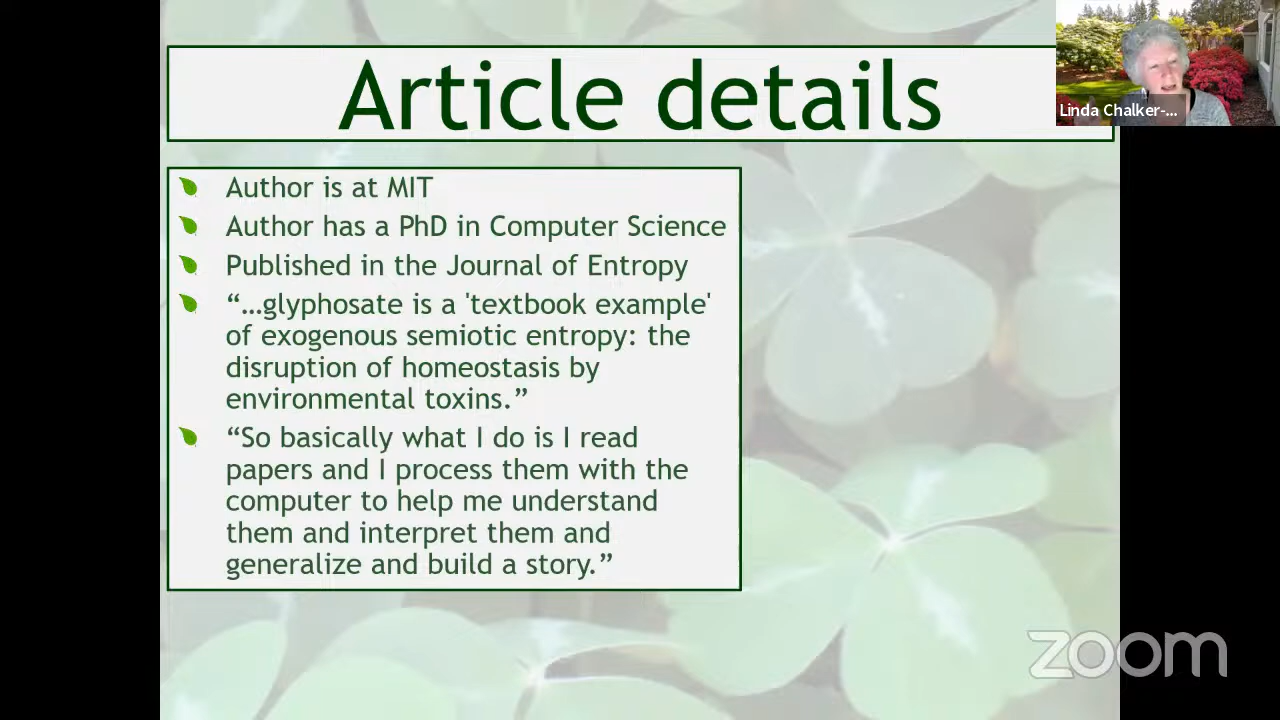 Article details
Linda Chalker-...
Author is at MIT
Author has a PhD in Computer Science
Published in the Journal of Entropy
“…glyphosate is a 'textbook example'
of exogenous semiotic entropy: the
disruption of homeostasis by
environmental toxins.”
“So basically what I do is I read
papers and I process them with the
computer to help me understand
them and interpret them and
generalize and build a story.”
zoom